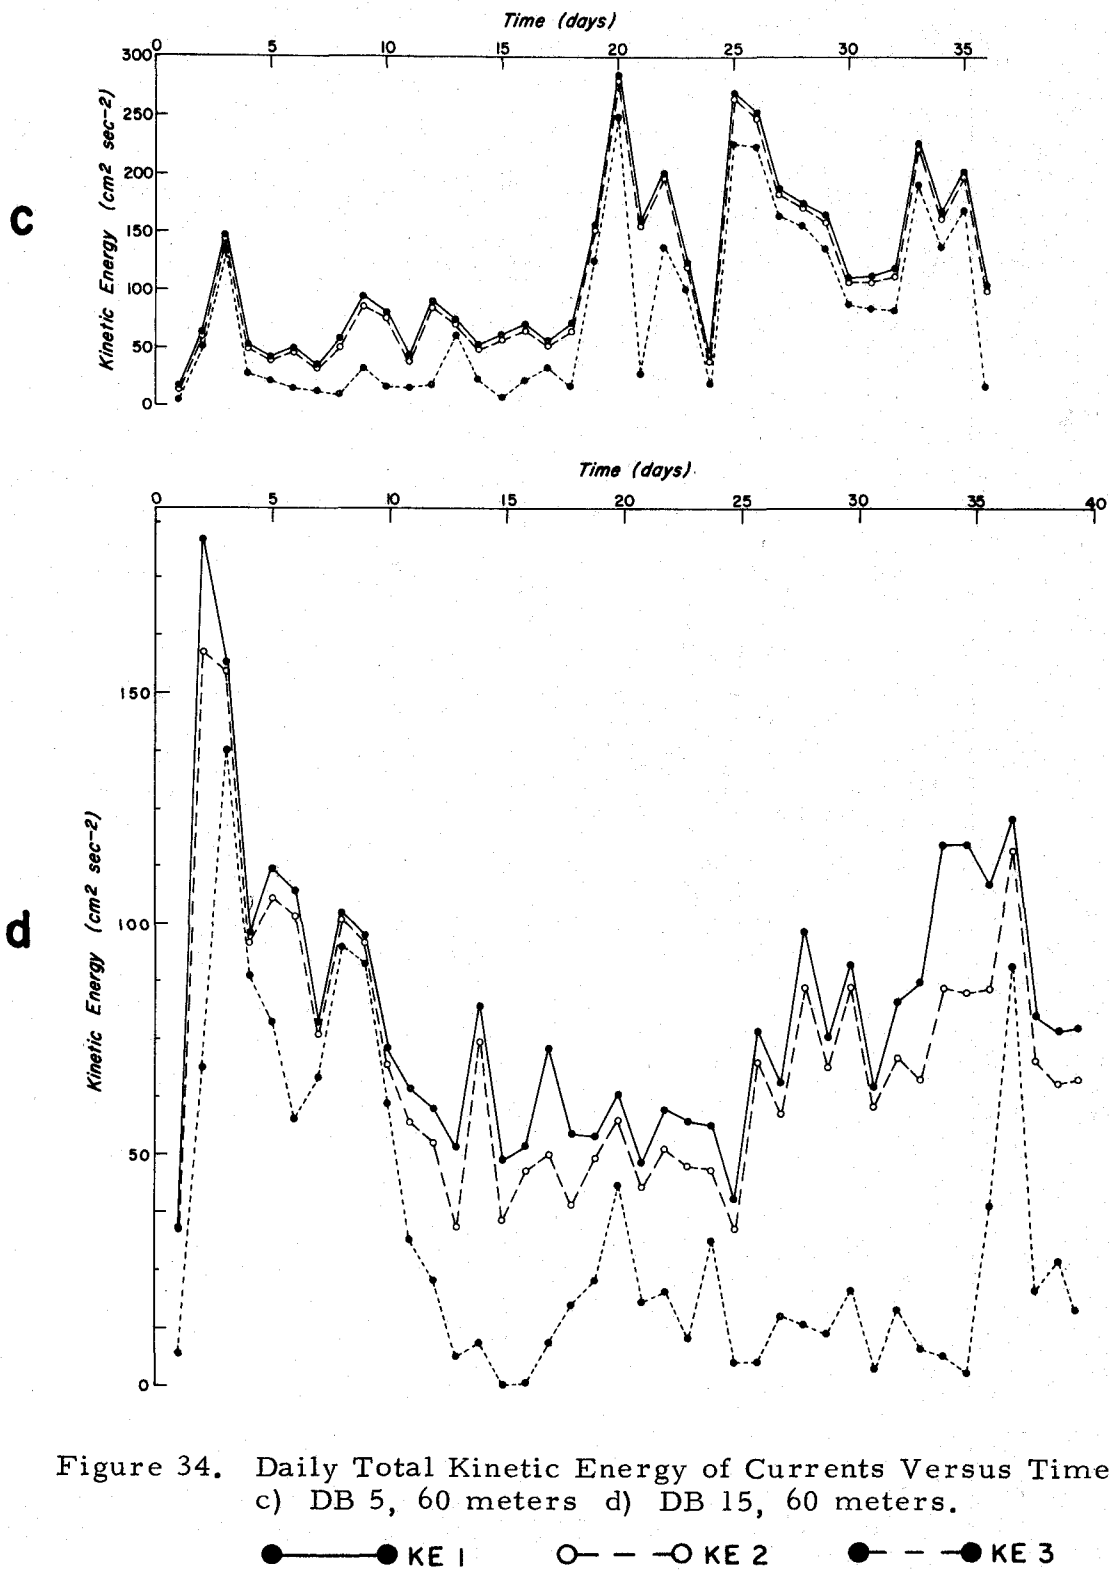 Time (days)
0 5 10 15 20 25 30 35
300
250
200
150
100
50
0
Kinetic Energy (cm2 sec-2)
c
Time (days)
0 5 10 15 20 25 30 35 40
150
100
50
0
Kinetic Energy (cm2 sec-2)
d
Figure 34. Daily Total Kinetic Energy of Currents Versus Time
c) DB 5, 60 meters d) DB 15, 60 meters.
KE 1 KE 2 KE 3